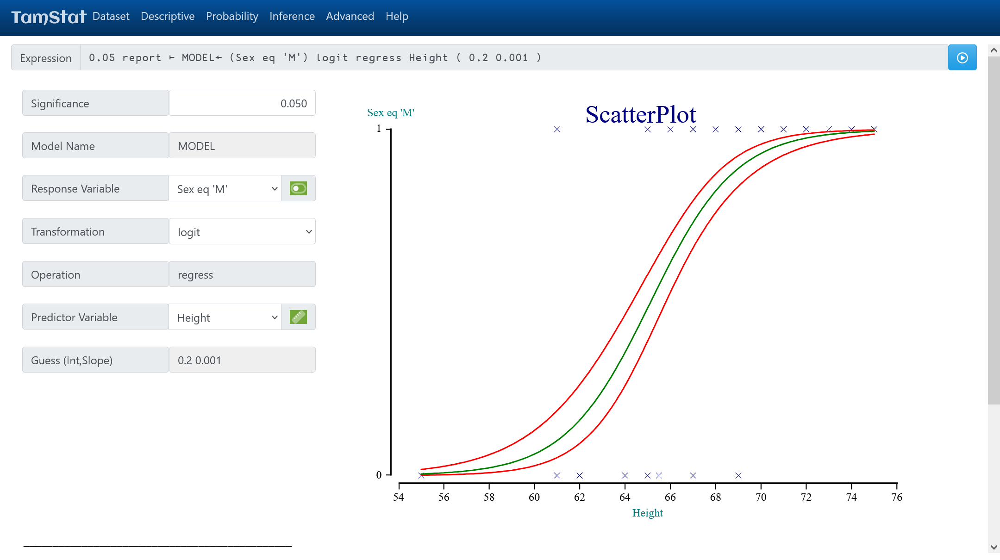 TamStat Dataset Descriptive Probability Inference Advanced Help
Expression 0.05 report ⊢ MODEL← (Sex eq 'M') logit regress Height ( 0.2 0.001 )
Significance 0.050
Model Name MODEL
Response Variable Sex eq 'M'
Transformation logit
Operation regress
Predictor Variable Height
Guess (Int,Slope) 0.2 0.001
ScatterPlot
Sex eq 'M'
1
0
54 56 58 60 62 64 66 68 70 72 74 76
Height